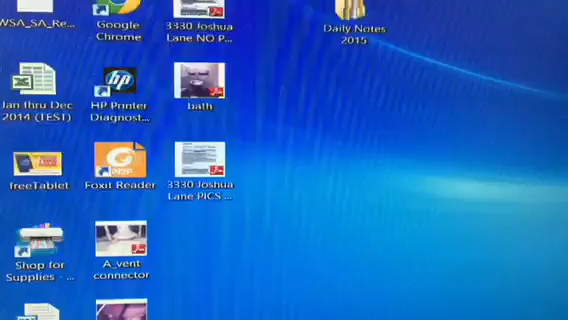 WSA_SA_Re...
Google
Chrome
3330 Joshua
Lane NO P...
Daily Notes
2015
Jan thru Dec
2014 (TEST)
HP Printer
Diagnost...
bath
freeTablet
Foxit Reader
3330 Joshua
Lane PICS ...
Shop for
Supplies - ...
A_vent
connector